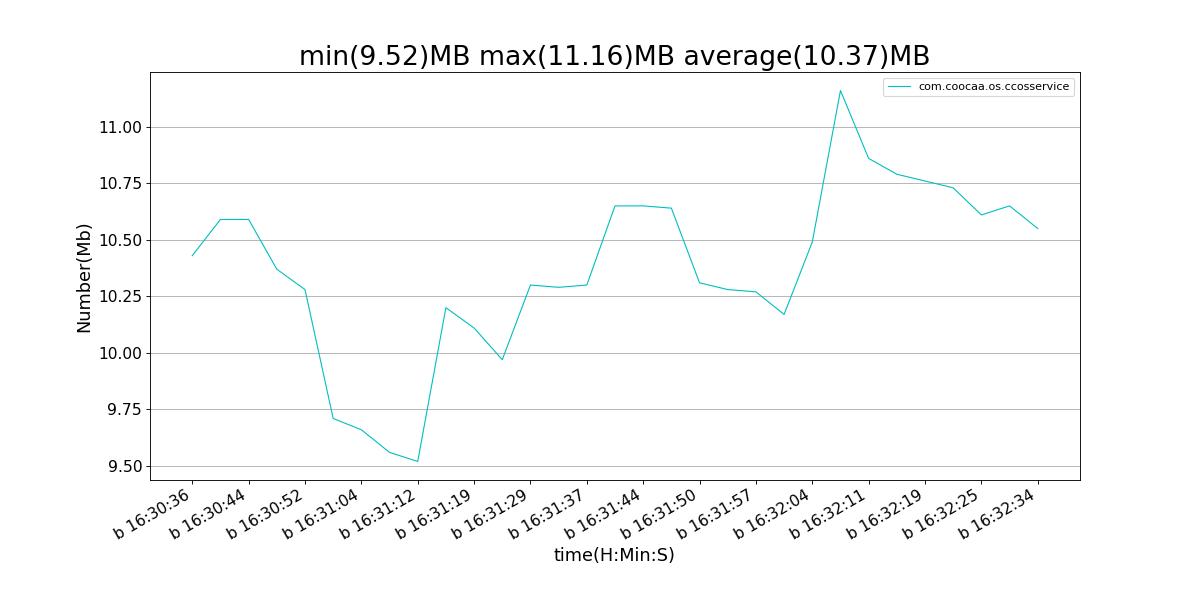 min(9.52)MB max(11.16)MB average(10.37)MB
com.coocaa.os.ccosservice
11.00
10.75
10.50
10.25
10.00
9.75
9.50
Number(Mb)
b 16:30:36
b 16:30:44
b 16:30:52
b 16:31:04
b 16:31:12
b 16:31:19
b 16:31:29
b 16:31:37
b 16:31:44
b 16:31:50
b 16:31:57
b 16:32:04
b 16:32:11
b 16:32:19
b 16:32:25
b 16:32:34
time(H:Min:S)